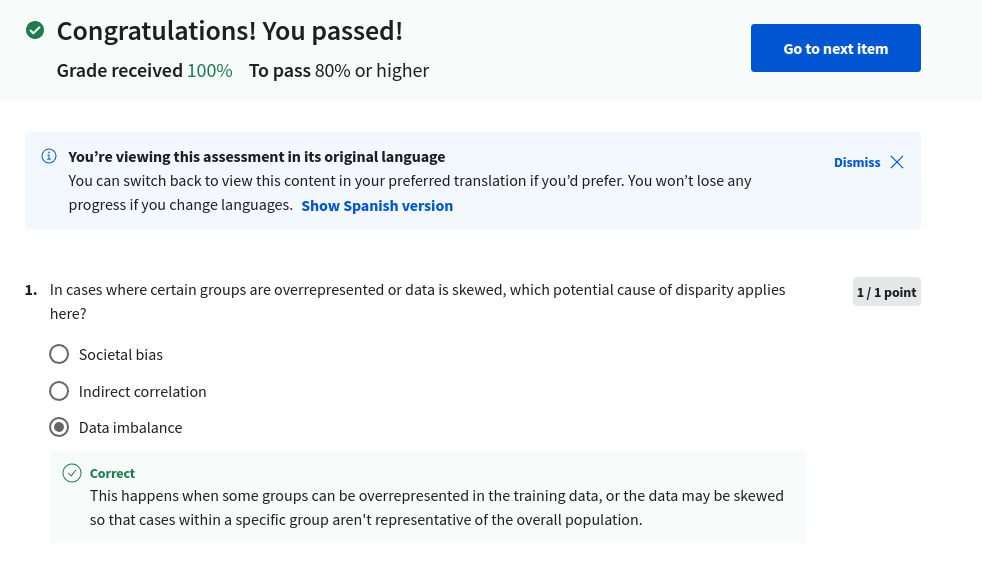 Congratulations! You passed!
Go to next item
Grade received 100% To pass 80% or higher
You’re viewing this assessment in its original language
Dismiss
You can switch back to view this content in your preferred translation if you’d prefer. You won’t lose any
progress if you change languages. Show Spanish version
1. In cases where certain groups are overrepresented or data is skewed, which potential cause of disparity applies
here?
1 / 1 point
Societal bias
Indirect correlation
Data imbalance
Correct
This happens when some groups can be overrepresented in the training data, or the data may be skewed
so that cases within a specific group aren't representative of the overall population.